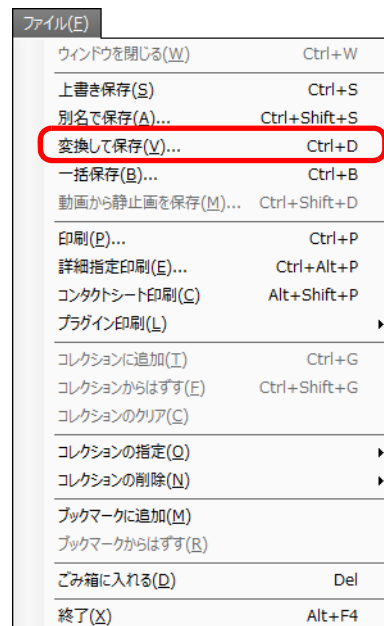 ファイル(F)
ウィンドウを閉じる(W) Ctrl+W
上書き保存(S) Ctrl+S
別名で保存(A)... Ctrl+Shift+S
変換して保存(V)... Ctrl+D
一括保存(B)... Ctrl+B
動画から静止画を保存(M)... Ctrl+Shift+D
印刷(P)... Ctrl+P
詳細指定印刷(E)... Ctrl+Alt+P
コンタクトシート印刷(C) Alt+Shift+P
プラグイン印刷(L)
コレクションに追加(T) Ctrl+G
コレクションからはずす(F) Ctrl+Shift+G
コレクションのクリア(C)
コレクションの指定(O)
コレクションの削除(N)
ブックマークに追加(M)
ブックマークからはずす(R)
ごみ箱に入れる(D) Del
終了(X) Alt+F4